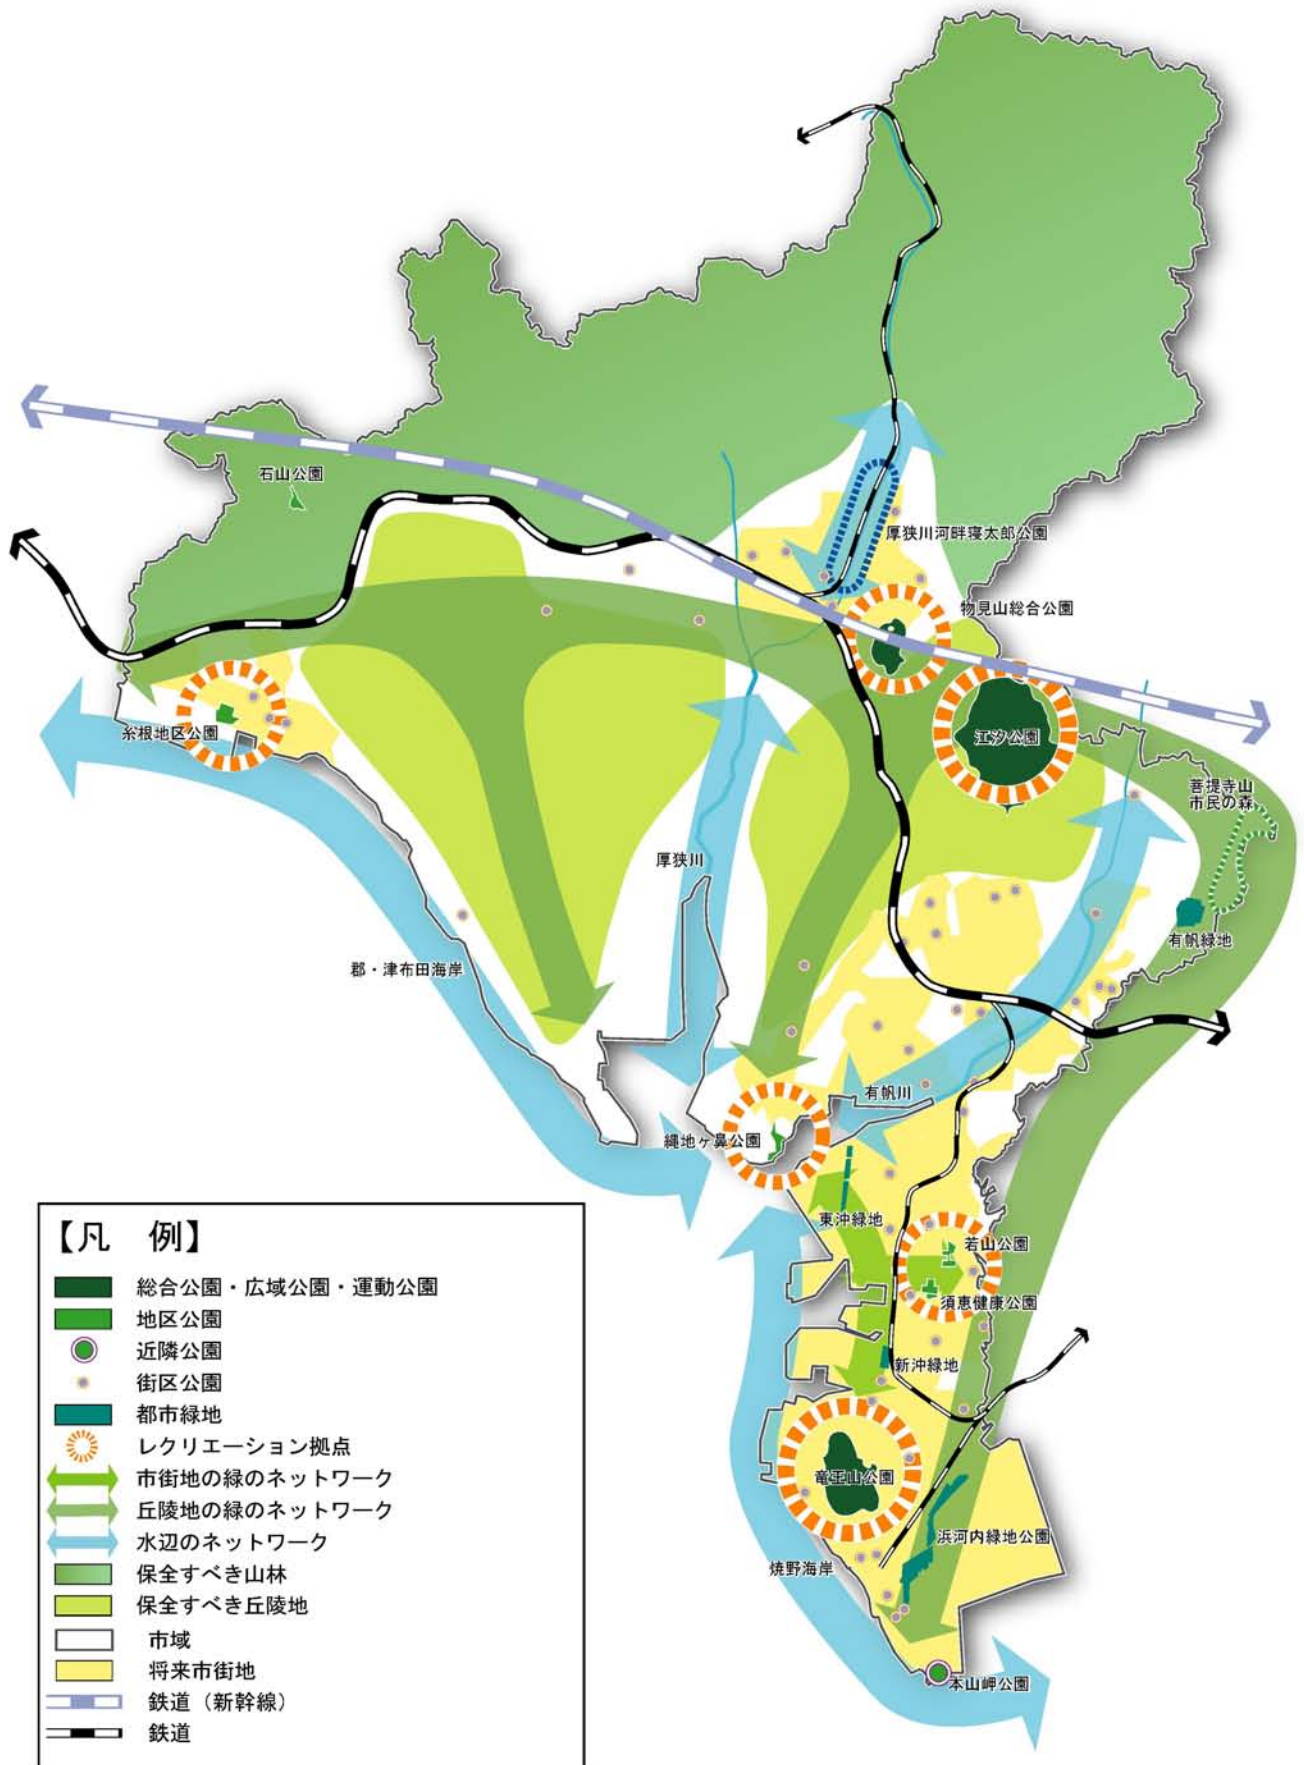 石山公園
厚狭川河畔寝太郎公園
物見山総合公園
糸根地区公園
江汐公園
菩提寺山
市民の森
厚狭川
有帆緑地
郡・津布田海岸
有帆川
縄地ヶ鼻公園
東沖緑地
若山公園
須恵健康公園
新沖緑地
竜王山公園
浜河内緑地公園
焼野海岸
本山岬公園
【凡 例】
総合公園・広域公園・運動公園
地区公園
近隣公園
街区公園
都市緑地
レクリエーション拠点
市街地の緑のネットワーク
丘陵地の緑のネットワーク
水辺のネットワーク
保全すべき山林
保全すべき丘陵地
市域
将来市街地
鉄道（新幹線）
鉄道